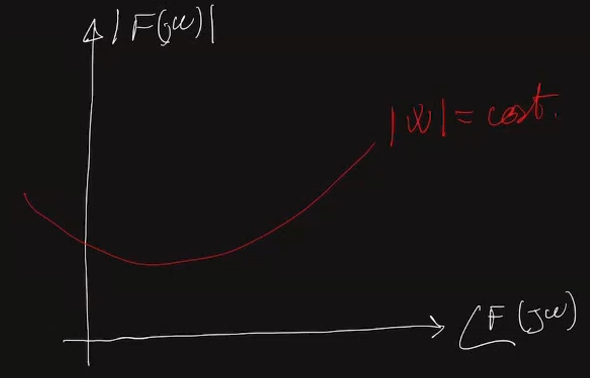 |F(jω)|
|W| = cost.
∠F(jω)